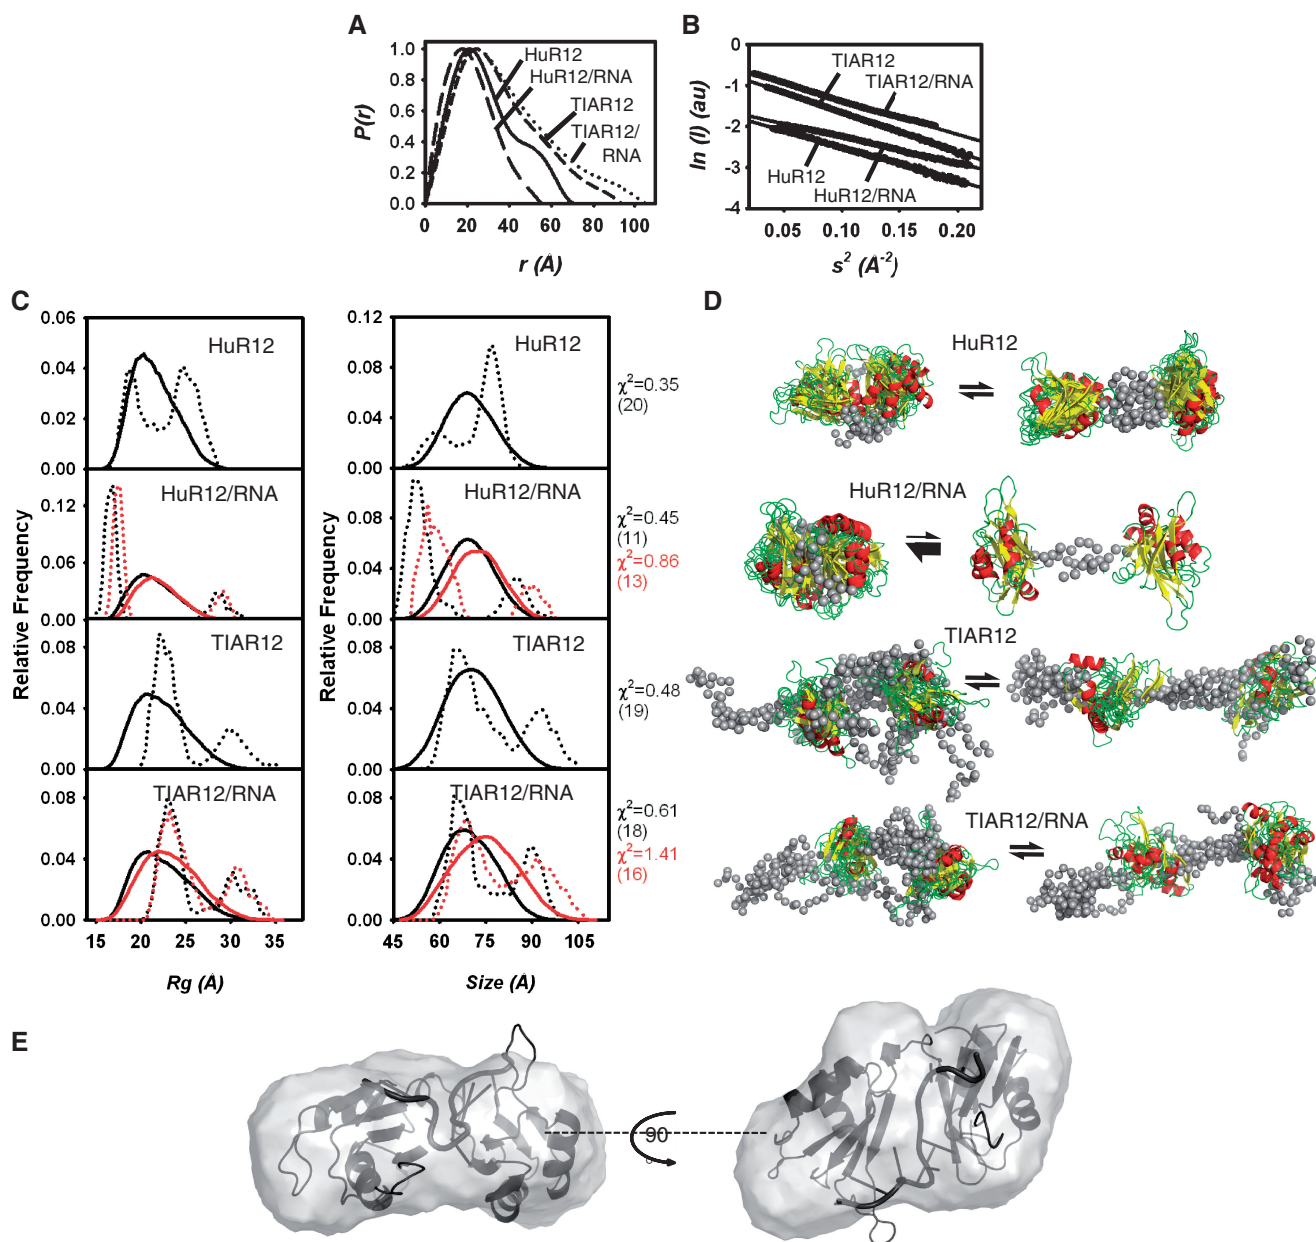 A
P(r)
1.0
0.8
0.6
0.4
0.2
0.0
0 20 40 60 80 100
r (Å)
HuR12
HuR12/RNA
TIAR12
TIAR12/
RNA
B
ln (I) (au)
0
-1
-2
-3
-4
0.05 0.10 0.15 0.20
s² (Å⁻²)
TIAR12
TIAR12/RNA
HuR12
HuR12/RNA
C
Relative Frequency
0.06
0.04
0.02
0.00
HuR12
0.12
0.06
0.00
HuR12/RNA
0.08
0.04
0.00
TIAR12
0.08
0.04
0.00
TIAR12/RNA
15 20 25 30 35
Rg (Å)
Relative Frequency
0.12
0.08
0.04
0.00
HuR12
χ²=0.35
(20)
0.08
0.04
0.00
HuR12/RNA
χ²=0.45
(11)
χ²=0.86
(13)
0.08
0.04
0.00
TIAR12
χ²=0.48
(19)
0.08
0.04
0.00
TIAR12/RNA
χ²=0.61
(18)
χ²=1.41
(16)
45 60 75 90 105
Size (Å)
D
HuR12
HuR12/RNA
TIAR12
TIAR12/RNA
E
90
°